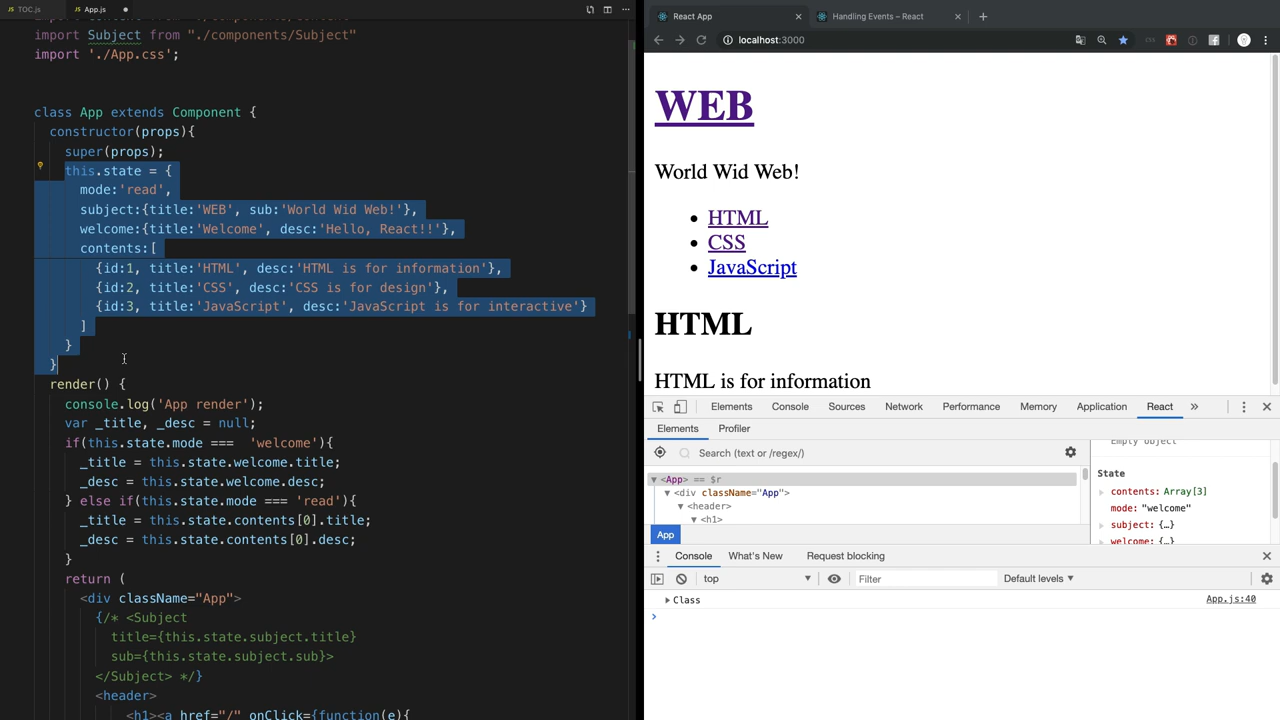 TOC.js
App.js
import Subject from "./components/Subject"
import './App.css';
class App extends Component {
constructor(props){
super(props);
this.state = {
mode:'read',
subject:{title:'WEB', sub:'World Wid Web!'},
welcome:{title:'Welcome', desc:'Hello, React!!'},
contents:[
{id:1, title:'HTML', desc:'HTML is for information'},
{id:2, title:'CSS', desc:'CSS is for design'},
{id:3, title:'JavaScript', desc:'JavaScript is for interactive'}
]
}
}
render() {
console.log('App render');
var _title, _desc = null;
if(this.state.mode === 'welcome'){
_title = this.state.welcome.title;
_desc = this.state.welcome.desc;
} else if(this.state.mode === 'read'){
_title = this.state.contents[0].title;
_desc = this.state.contents[0].desc;
}
return (
<div className="App">
{/* <Subject
title={this.state.subject.title}
sub={this.state.subject.sub}>
</Subject> */}
<header>
<h1><a href="/" onClick={function(e){
React App
Handling Events – React
localhost:3000
WEB
World Wid Web!
HTML
CSS
JavaScript
HTML
HTML is for information
Elements Console Sources Network Performance Memory Application React
Elements Profiler
Search (text or /regex/)
<App> == $r
<div className="App">
<header>
<h1>
App
Empty object
State
contents: Array[3]
mode: "welcome"
subject: {…}
welcome: {…}
Console What's New Request blocking
top Filter Default levels
Class App.js:40